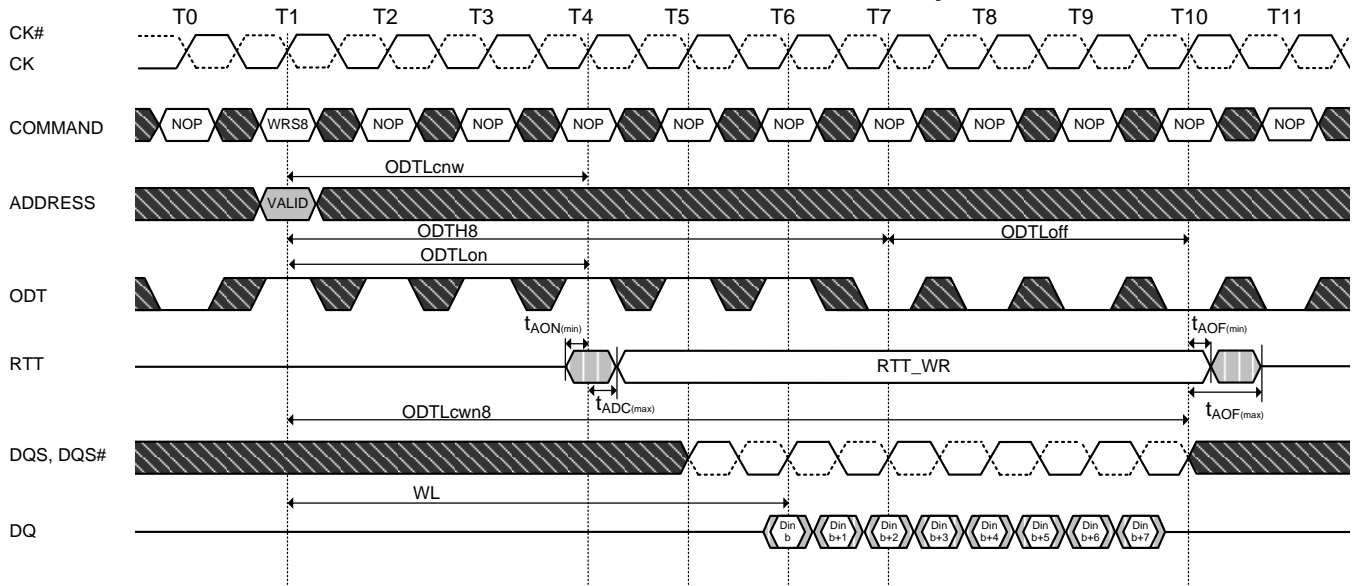 T0 T1 T2 T3 T4 T5 T6 T7 T8 T9 T10 T11
CK#
CK
COMMAND NOP WRS8 NOP NOP NOP NOP NOP NOP NOP NOP NOP NOP
ODTLcnw
ADDRESS VALID
ODTH8 ODTLoff
ODTLon
ODT
tAON(min) tAOF(min)
RTT RTT_WR
tADC(max) tAOF(max)
ODTLcwn8
DQS, DQS#
WL
DQ Din b Din b+1 Din b+2 Din b+3 Din b+4 Din b+5 Din b+6 Din b+7